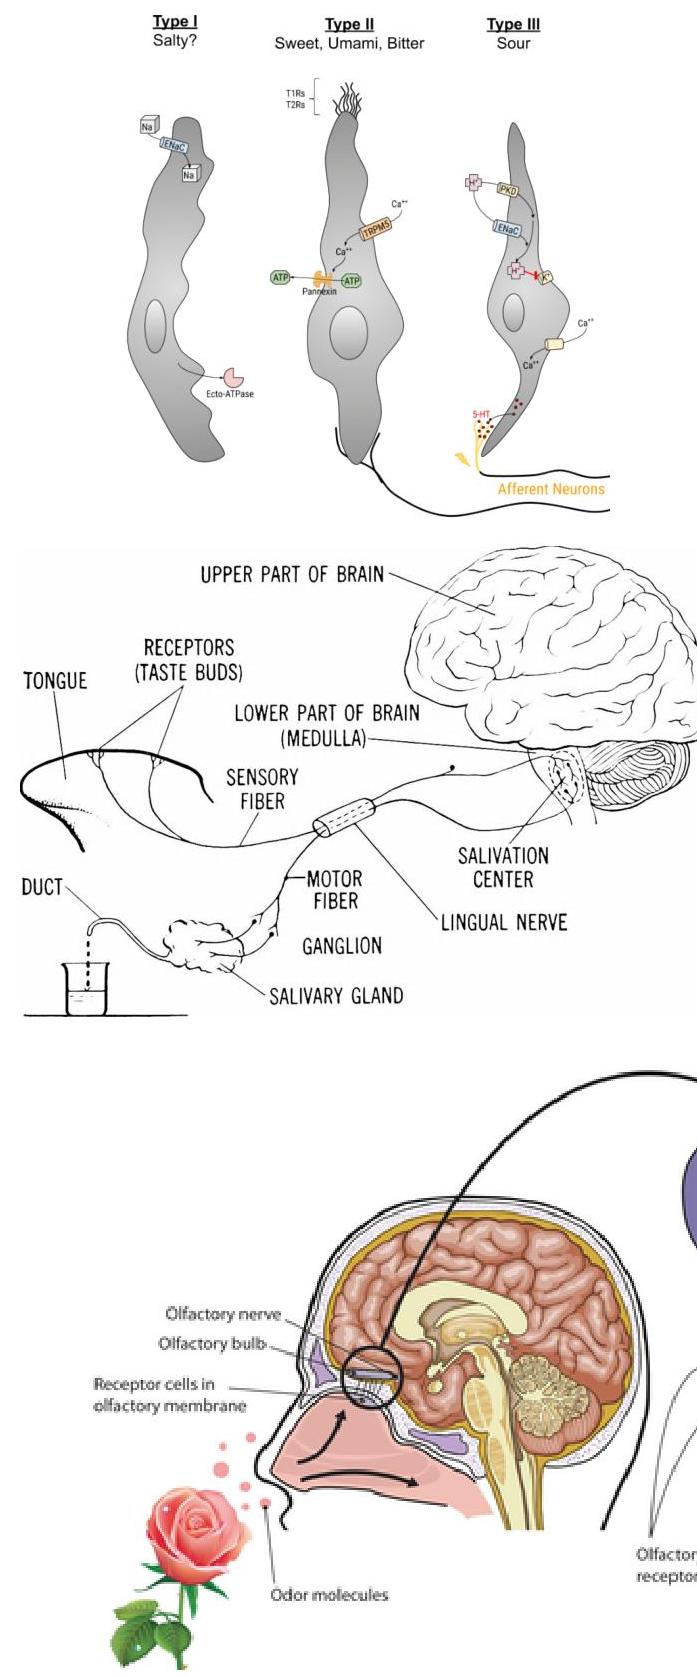 Type I
Salty?
Type II
Sweet, Umami, Bitter
Type III
Sour
T1Rs
T2Rs
Na
ENaC
Na
Ca⁺⁺
TRPM5
Ca⁺⁺
ATP
ATP
Pannexin
Ecto-ATPase
H⁺
PKD
ENaC
H⁺
K⁺
Ca⁺⁺
Ca⁺⁺
5-HT
Afferent Neurons
UPPER PART OF BRAIN
RECEPTORS
(TASTE BUDS)
TONGUE
LOWER PART OF BRAIN
(MEDULLA)
SENSORY
FIBER
SALIVATION
CENTER
DUCT
MOTOR
FIBER
LINGUAL NERVE
GANGLION
SALIVARY GLAND
Olfactory nerve
Olfactory bulb
Receptor cells in
olfactory membrane
Odor molecules
Olfactor
receptor